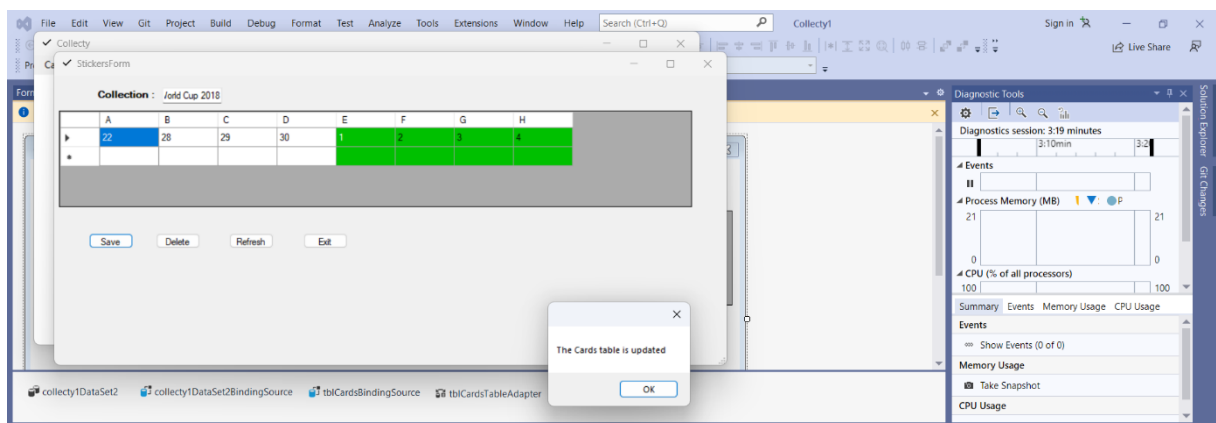 File Edit View Git Project Build Debug Format Test Analyze Tools Extensions Window Help Search (Ctrl+Q) Collecty1 Sign in
Collecty
Live Share
StickersForm
Collection : World Cup 2018
A B C D E F G H
22 28 29 30 1 2 3 4
Save Delete Refresh Exit
The Cards table is updated
OK
collecty1DataSet2 collecty1DataSet2BindingSource tblCardsBindingSource tblCardsTableAdapter
Diagnostic Tools
Diagnostics session: 3:19 minutes
3:10min 3:2
Events
Process Memory (MB) P
21 21
0 0
CPU (% of all processors)
100 100
Summary Events Memory Usage CPU Usage
Events
Show Events (0 of 0)
Memory Usage
Take Snapshot
CPU Usage
Solution Explorer
Git Changes